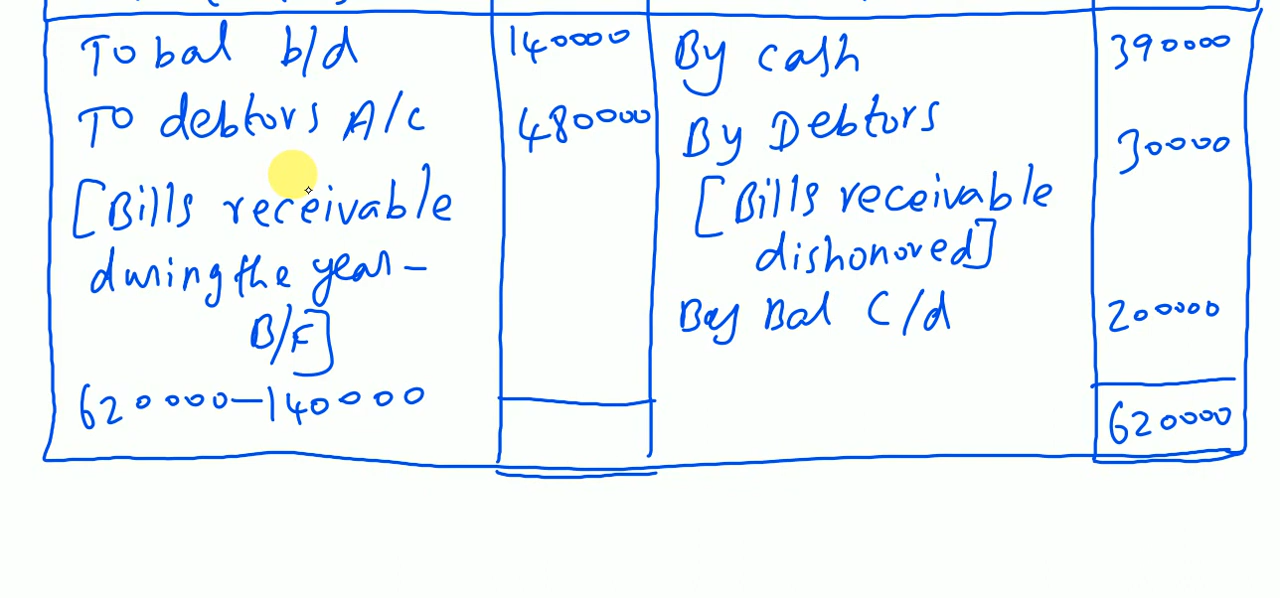 To bal b/d 140000 By cash 390000
To debtors A/c 480000 By Debtors 30000
[Bills receivable [Bills receivable
during the year - dishonored]
B/F] By Bal C/d 200000
620000-140000
620000